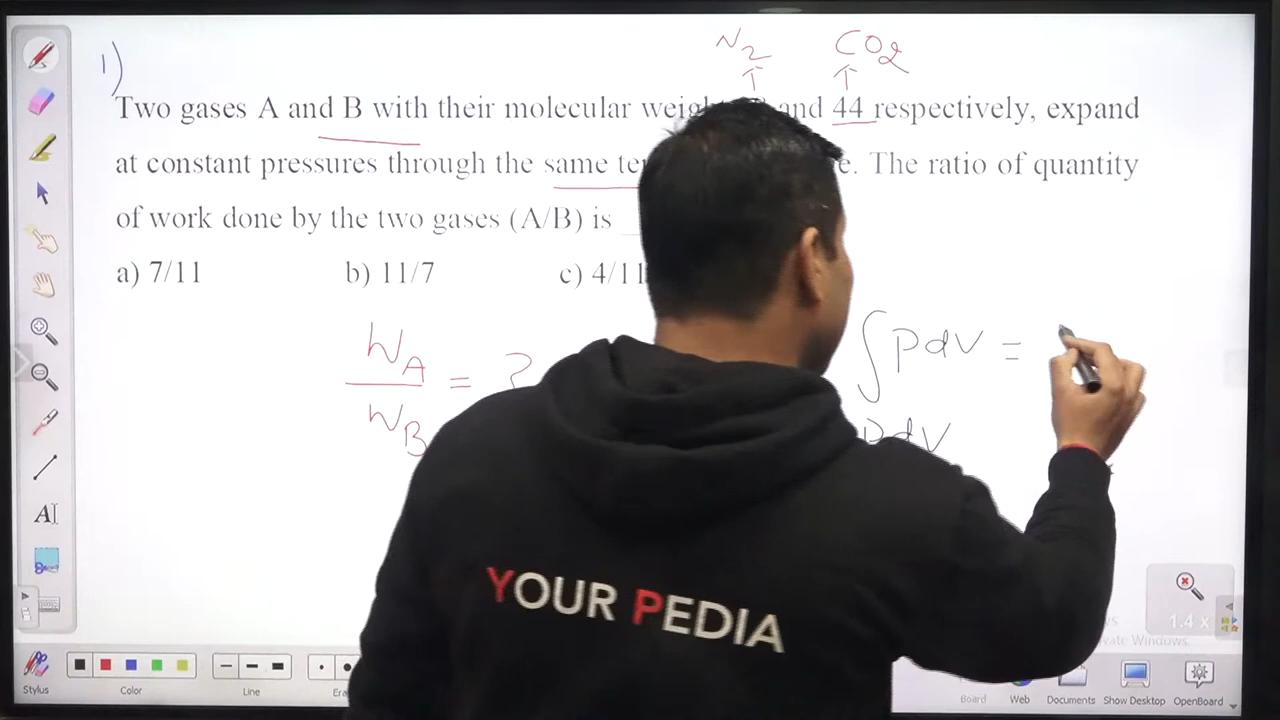 N2 CO2
1)
Two gases A and B with their molecular and 44 respectively, expand
at constant pressures through the same The ratio of quantity
of work done by the two gases (A/B) is
a) 7/11 b) 11/7 c) 4/11
WA
WB = ?
∫ PdV =
PdV
YOUR PEDIA
1.4 x
Stylus Color Line Board Web Documents Show Desktop OpenBoard